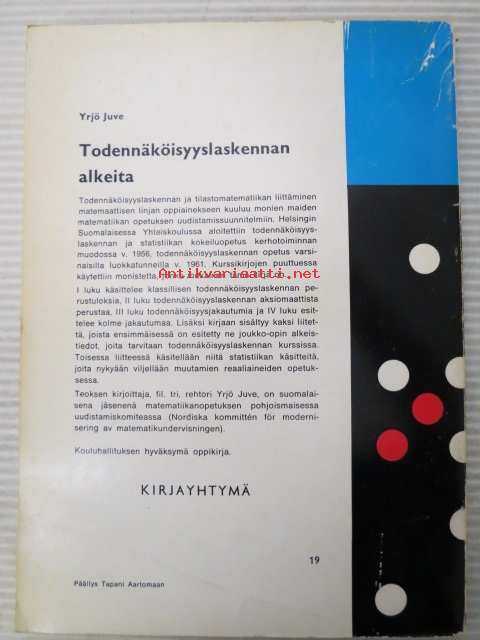 Yrjö Juve
Todennäköisyyslaskennan
alkeita
Todennäköisyyslaskennan ja tilastomatematiikan liittäminen
matemaattisen linjan oppiainekseen kuuluu monien maiden
matematiikan opetuksen uudistamissuunnitelmiin. Helsingin
Suomalaisessa Yhteiskoulussa aloitettiin todennäköisyys-
laskennan ja statistiikan kokeiluopetus kerhotoiminnan
muodossa v. 1956, todennäköisyyslaskennan opetus varsi-
naisilla luokkatunneilla v. 1961. Kurssikirjojen puuttuessa
käytettiin monistetta,
Antikvariaatti.net
I luku käsittelee klassillisen todennäköisyyslaskennan pe-
rustuloksia, II luku todennäköisyyslaskennan aksiomaattista
perustaa, III luku todennäköisyysjakautumia ja IV luku esit-
telee kolme jakautumaa. Lisäksi kirjaan sisältyy kaksi liitet-
tä, joista ensimmäisessä on esitetty ne joukko-opin alkeis-
tiedot, joita tarvitaan todennäköisyyslaskennan kurssissa.
Toisessa liitteessä käsitellään niitä statistiikan käsitteitä,
joita nykyään viljellään muutamien reaaliaineiden opetuk-
sessa.
Teoksen kirjoittaja, fil. tri, rehtori Yrjö Juve, on suomalai-
sena jäsenenä matematiikanopetuksen pohjoismaisessa
uudistamiskomiteassa (Nordiska kommittén för moderni-
sering av matematikundervisningen).
Kouluhallituksen hyväksymä oppikirja.
KIRJAYHTYMÄ
19
Päällys Tapani Aartomaan